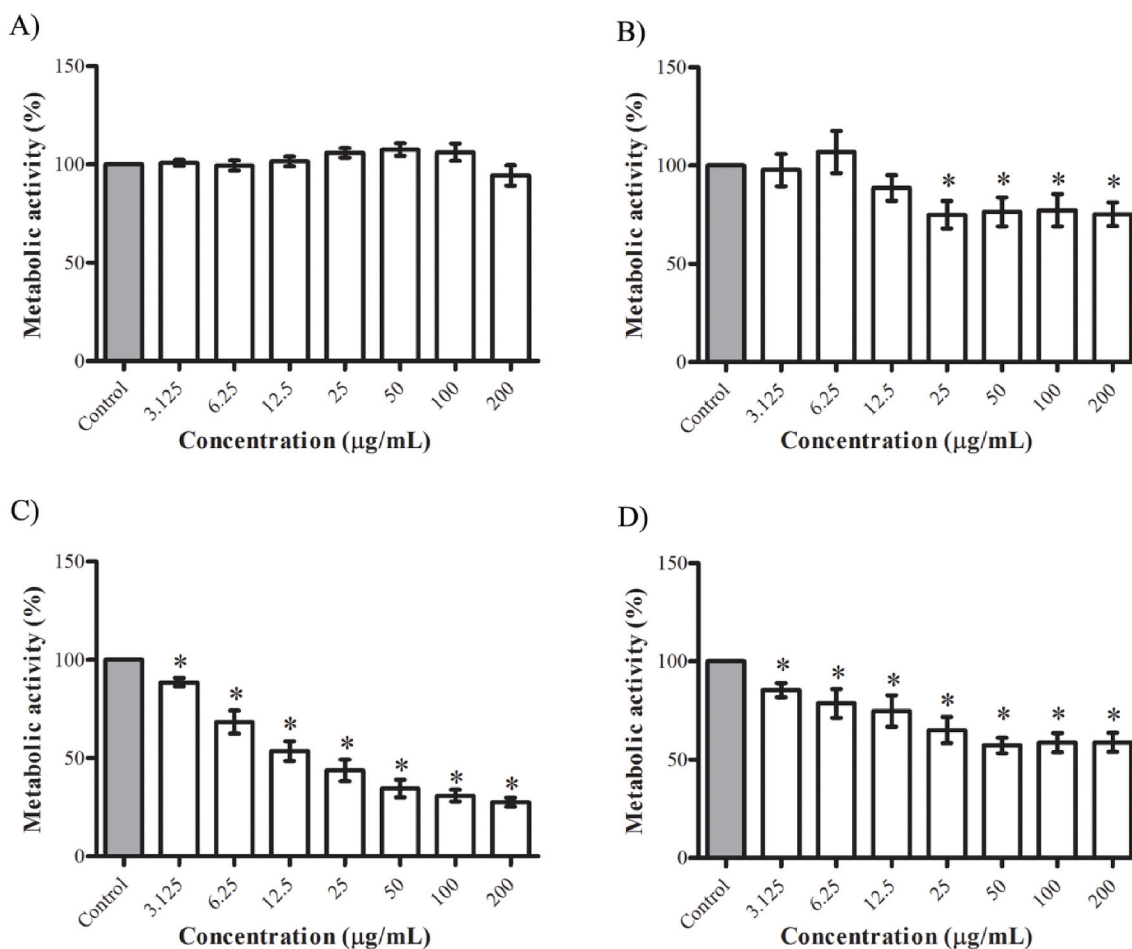 A)
Metabolic activity (%)
150
100
50
0
Control
3.125
6.25
12.5
25
50
100
200
Concentration (µg/mL)
B)
Metabolic activity (%)
150
100
50
0
* * * *
Control
3.125
6.25
12.5
25
50
100
200
Concentration (µg/mL)
C)
Metabolic activity (%)
150
100
50
0
* * * * * * *
Control
3.125
6.25
12.5
25
50
100
200
Concentration (µg/mL)
D)
Metabolic activity (%)
150
100
50
0
* * * * * * *
Control
3.125
6.25
12.5
25
50
100
200
Concentration (µg/mL)